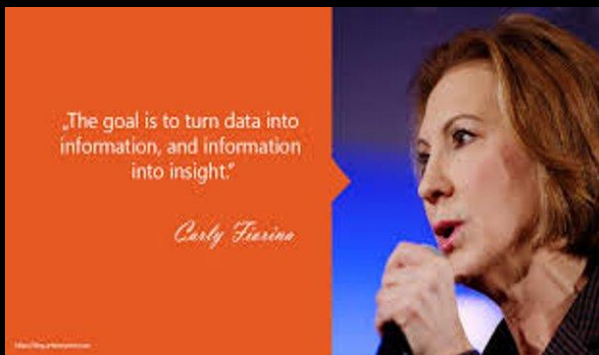 „The goal is to turn data into
information, and information
into insight.”
Carly Fiorina